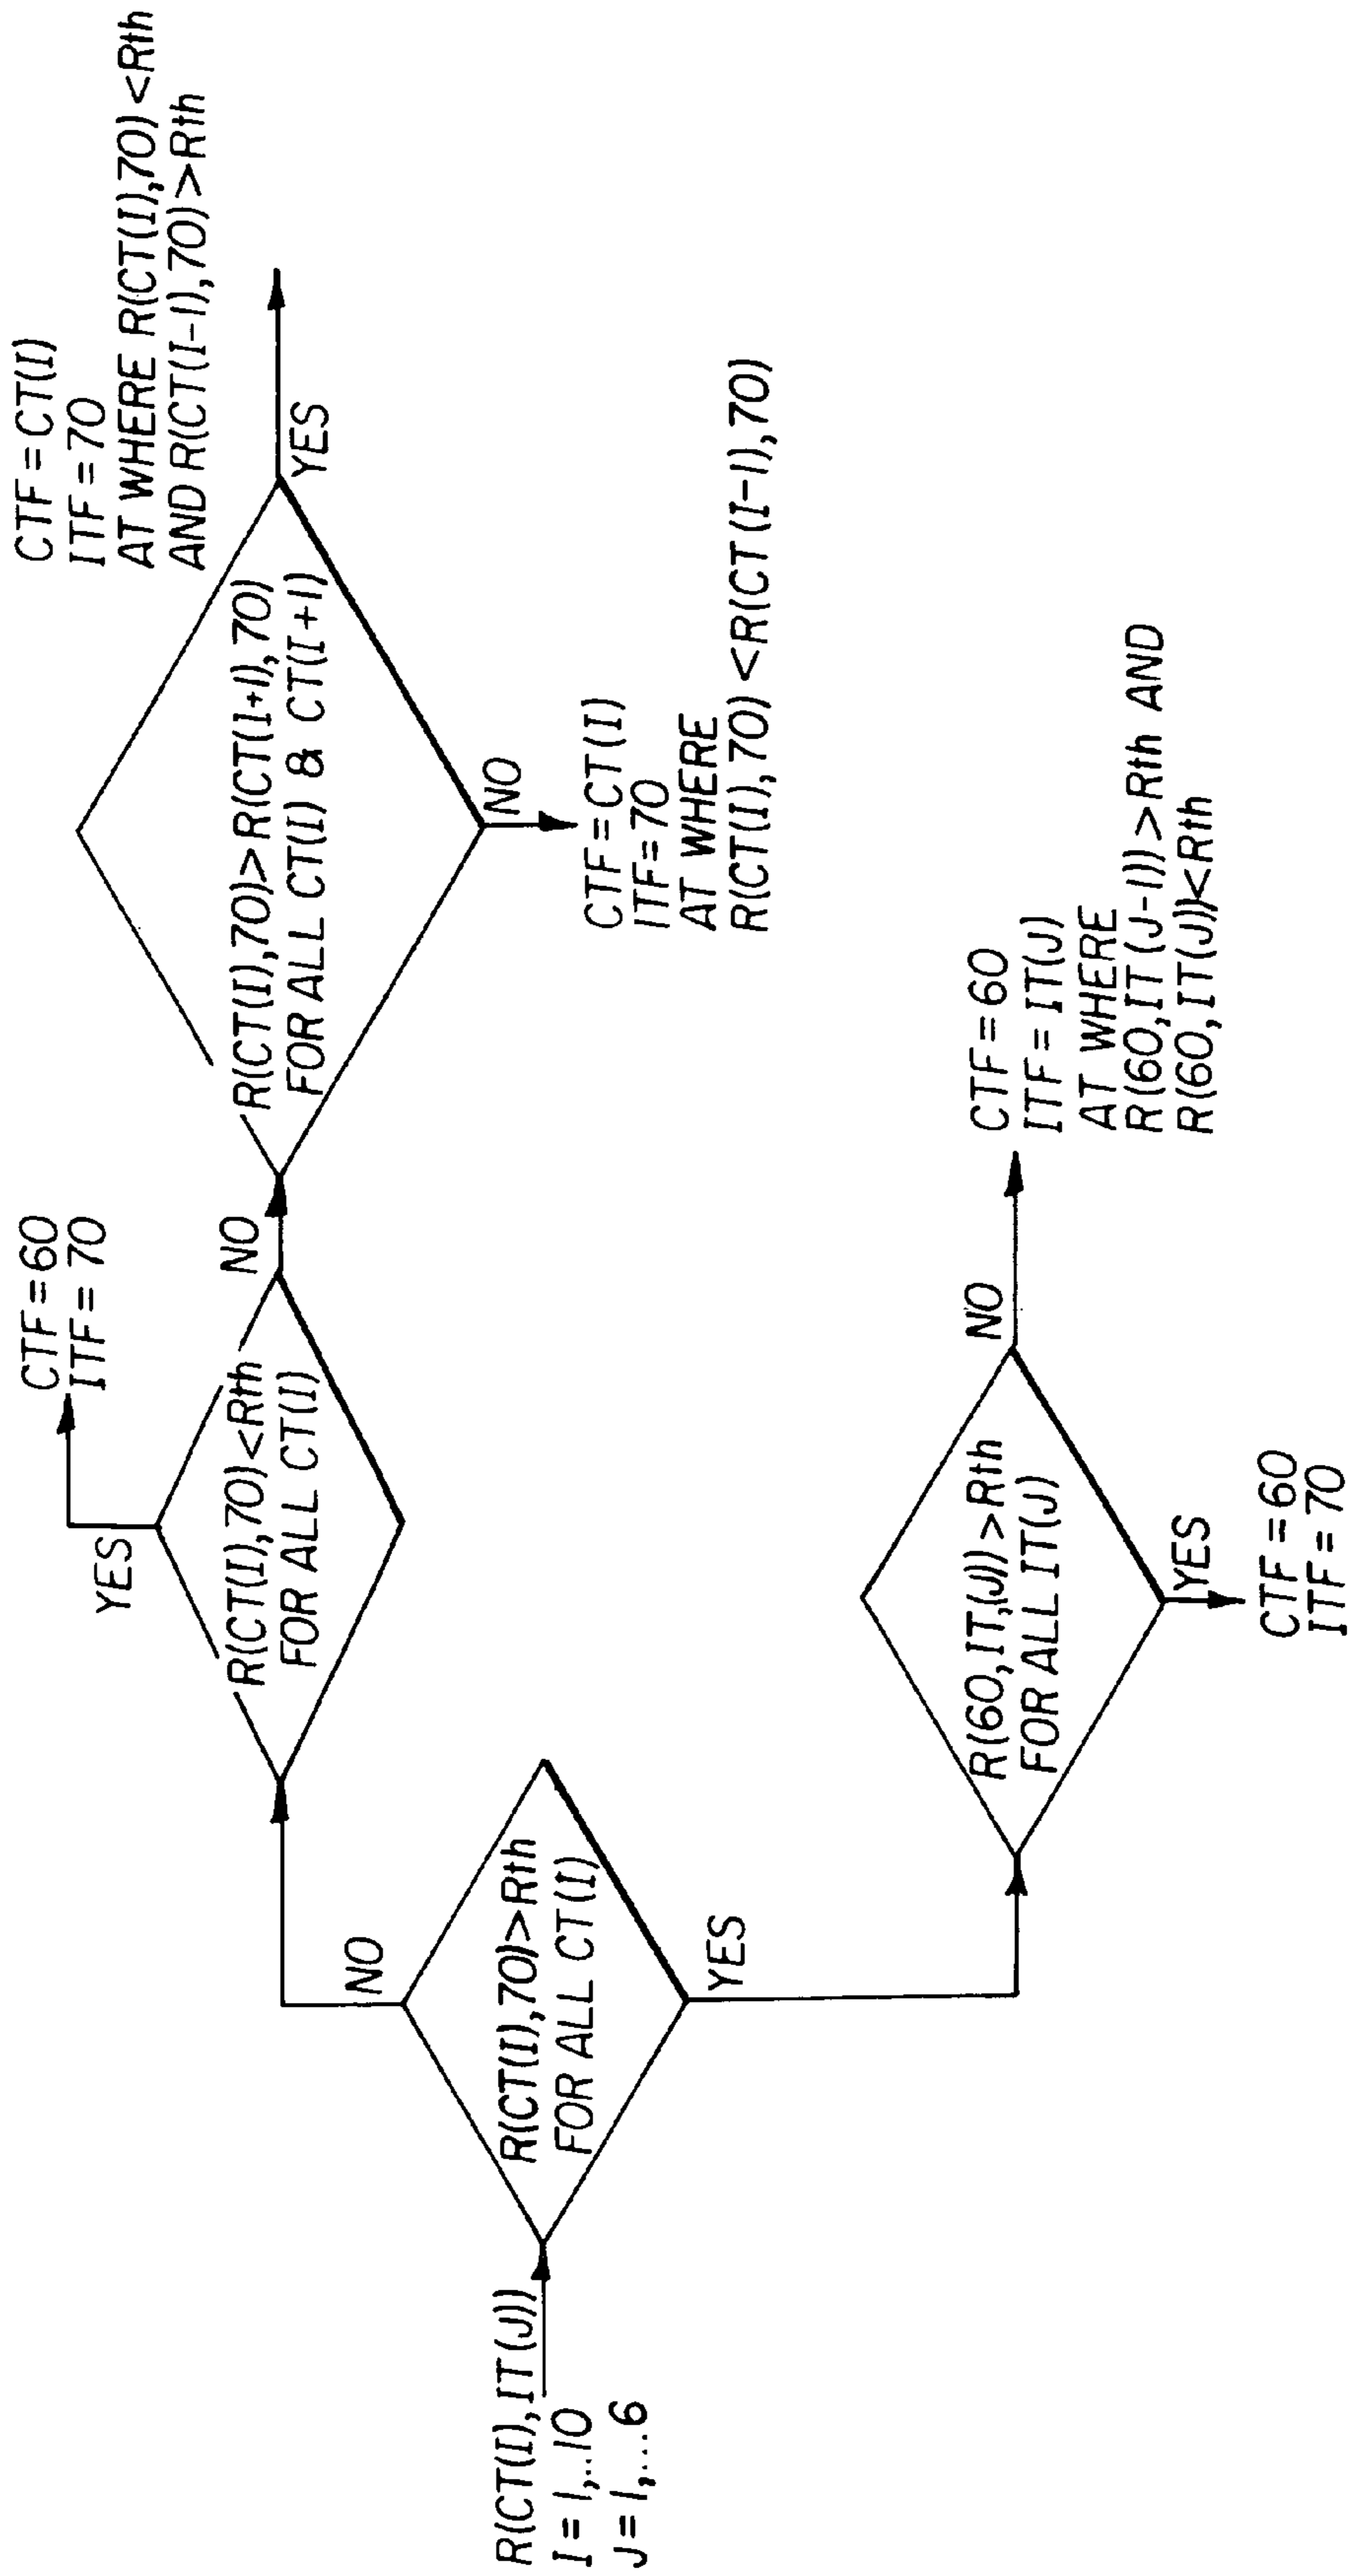 R(CT(I),IT(J))
I = 1,...10
J = 1,...6
R(CT(I),70)>Rth
FOR ALL CT(I)
NO
YES
R(CT(I),70)<Rth
FOR ALL CT(I)
YES
CTF = 60
ITF = 70
NO
R(CT(I),70)>R(CT(I+1),70)
FOR ALL CT(I) & CT(I+1)
YES
CTF = CT(I)
ITF = 70
AT WHERE R(CT(I),70) <Rth
AND R(CT(I-1),70) >Rth
NO
CTF = CT(I)
ITF = 70
AT WHERE
R(CT(I),70) <R(CT(I-1),70)
R(60,IT,(J))>Rth
FOR ALL IT(J)
NO
CTF = 60
ITF = IT(J)
AT WHERE
R(60,IT(J-1))>Rth AND
R(60,IT(J))<Rth
YES
CTF = 60
ITF = 70